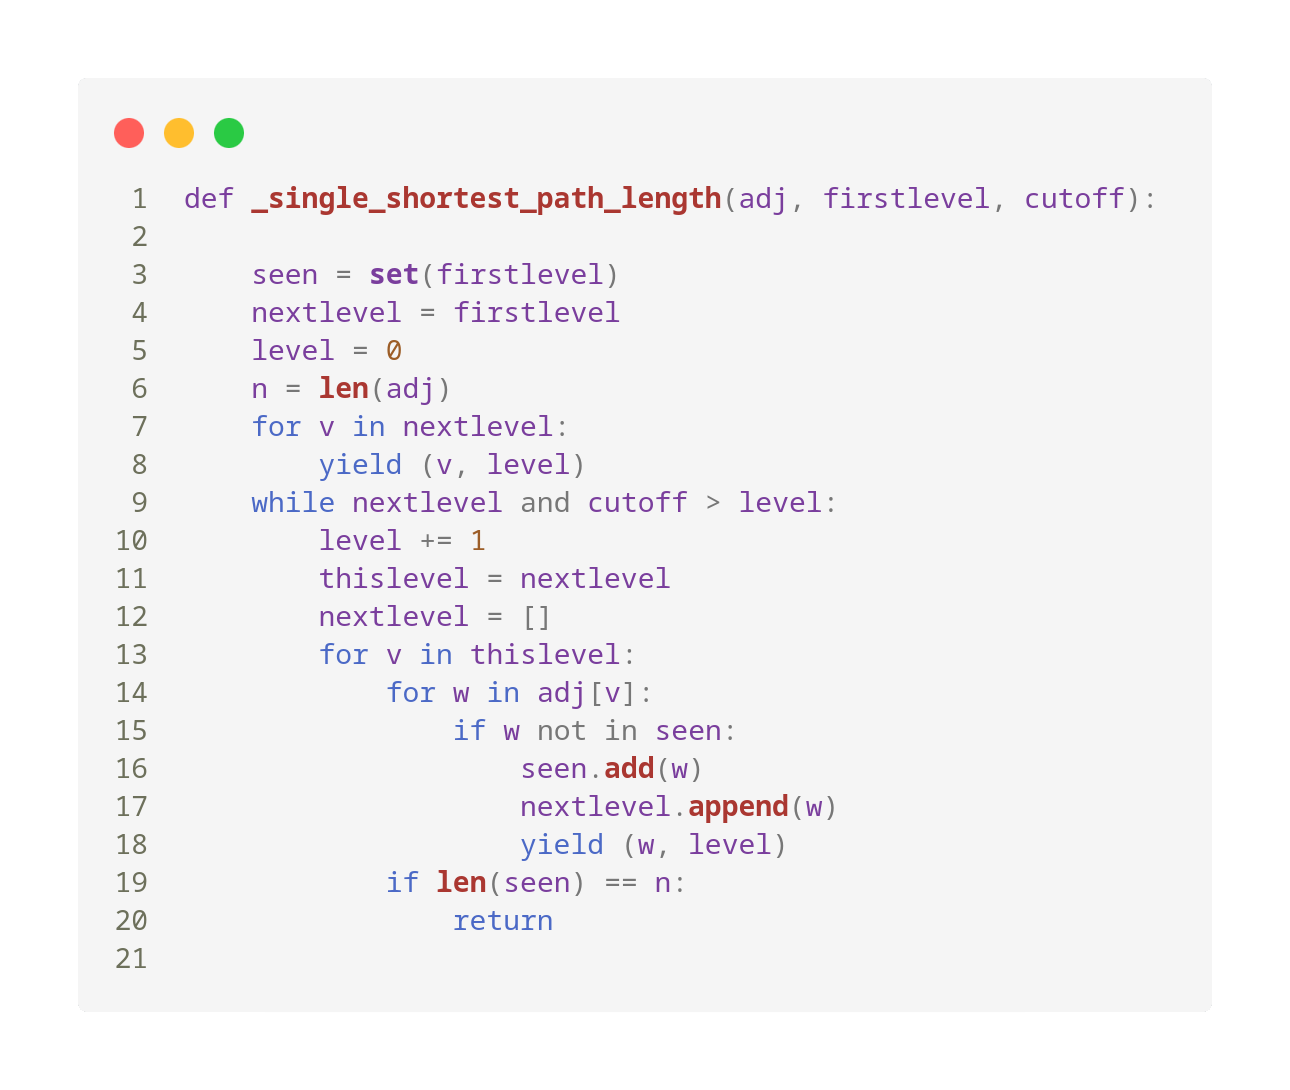 1 def _single_shortest_path_length(adj, firstlevel, cutoff):
2
3     seen = set(firstlevel)
4     nextlevel = firstlevel
5     level = 0
6     n = len(adj)
7     for v in nextlevel:
8         yield (v, level)
9     while nextlevel and cutoff > level:
10         level += 1
11         thislevel = nextlevel
12         nextlevel = []
13         for v in thislevel:
14             for w in adj[v]:
15                 if w not in seen:
16                     seen.add(w)
17                     nextlevel.append(w)
18                     yield (w, level)
19             if len(seen) == n:
20                 return
21